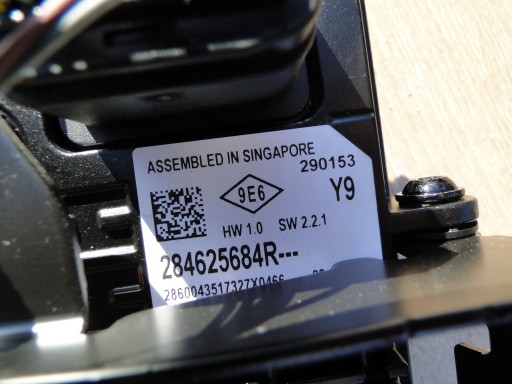 ASSEMBLED IN SINGAPORE
290153
9E6
Y9
HW 1.0 SW 2.2.1
284625684R---
2860043517327X0466